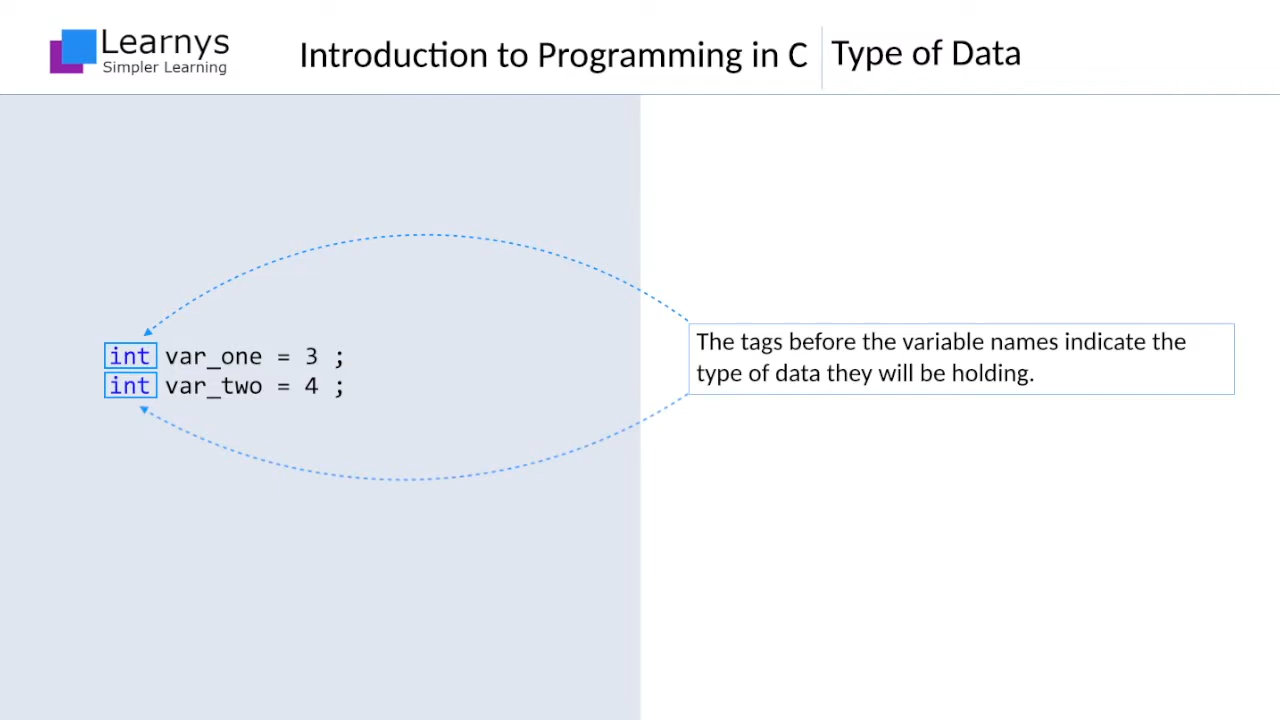 Learnys
Simpler Learning
Introduction to Programming in C
Type of Data
int var_one = 3 ;
int var_two = 4 ;
The tags before the variable names indicate the
type of data they will be holding.